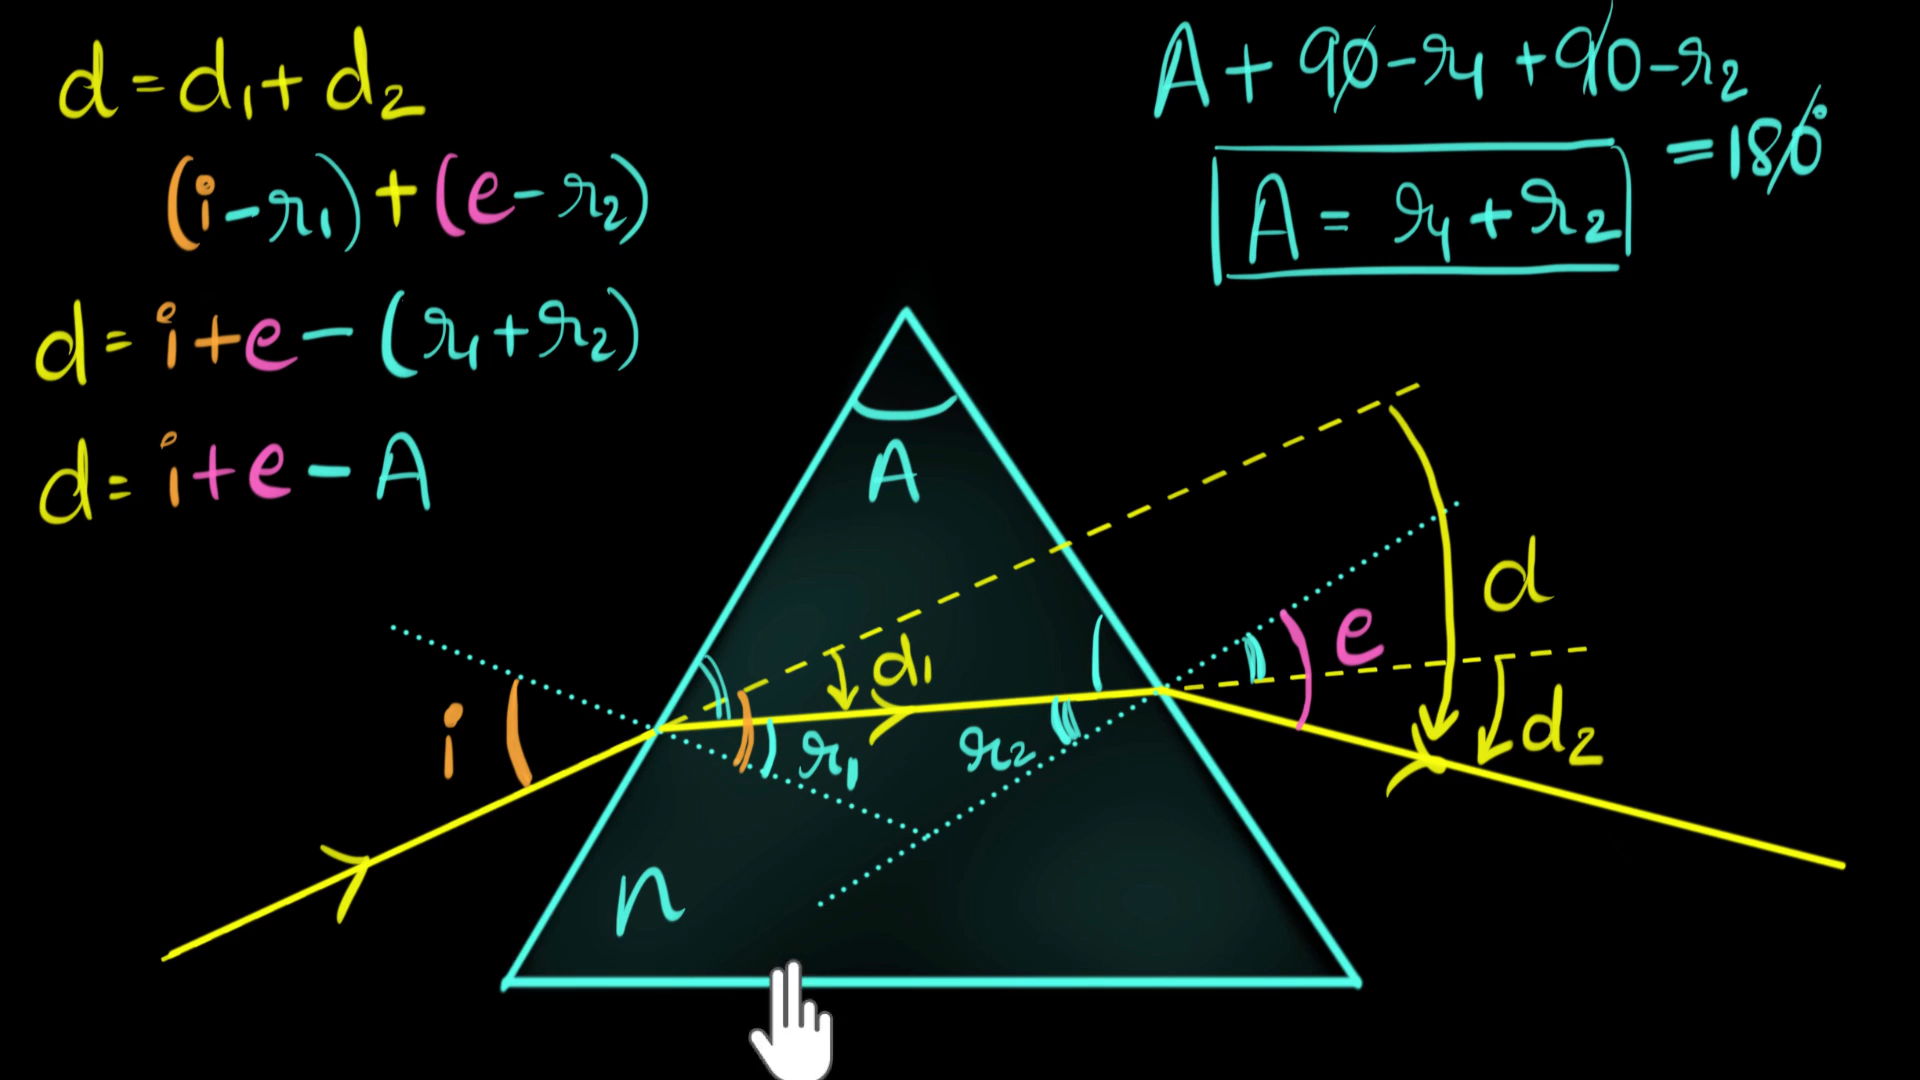 d = d₁ + d₂
(i - r₁) + (e - r₂)
d = i + e - (r₁ + r₂)
d = i + e - A
A + 90 - r₁ + 90 - r₂
= 180°
A = r₁ + r₂
A
d
e
d₁
i
r₁
r₂
d₂
n